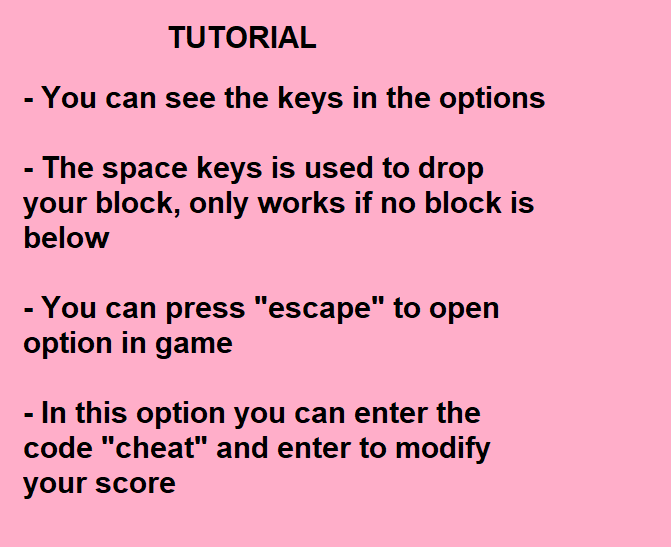 TUTORIAL
- You can see the keys in the options
- The space keys is used to drop
your block, only works if no block is
below
- You can press "escape" to open
option in game
- In this option you can enter the
code "cheat" and enter to modify
your score